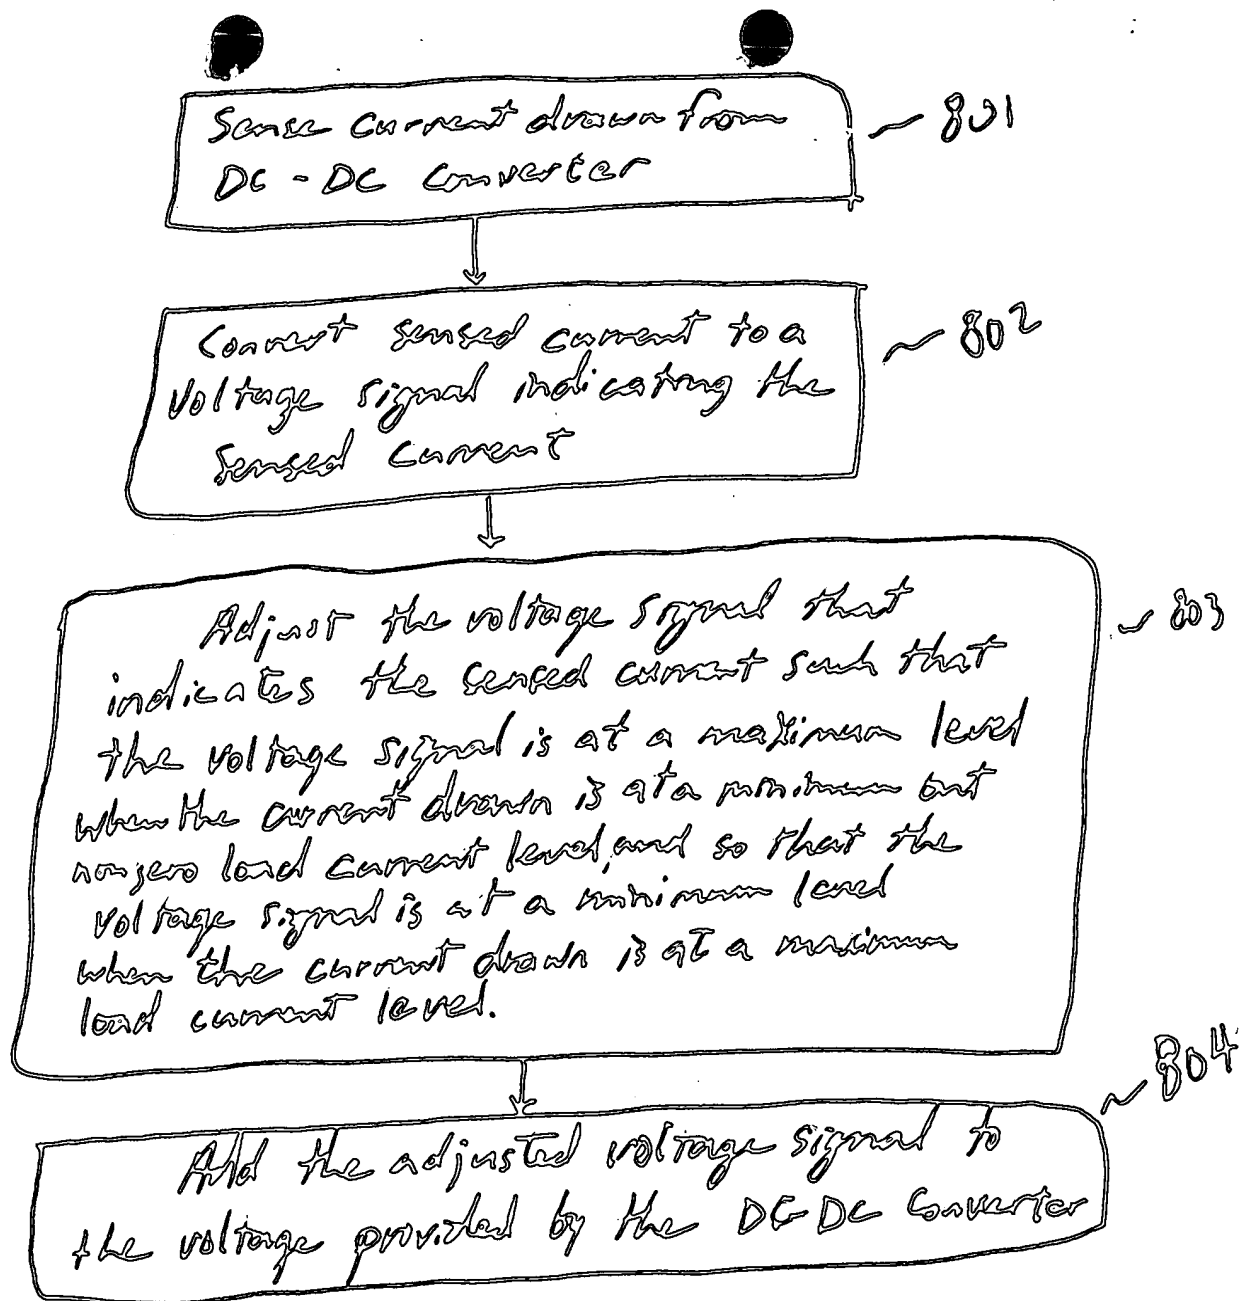 Sense current drawn from
DC-DC Converter
801
Convert sensed current to a
voltage signal indicating the
sensed current
802
Adjust the voltage signal that
indicates the sensed current such that
the voltage signal is at a maximum level
when the current drawn is at a minimum but
nonzero load current level, and so that the
voltage signal is at a minimum level
when the current drawn is at a maximum
load current level.
803
Add the adjusted voltage signal to
the voltage provided by the DC-DC Converter
804